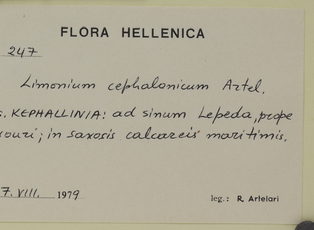 FLORA HELLENICA
247
Limonium cephalonicum Artel.
s. KEPHALLINIA: ad sinum Lepeda, prope
ouri; in saxosis calcareis maritimis.
7. VIII. 1979
leg.: R. Artelari